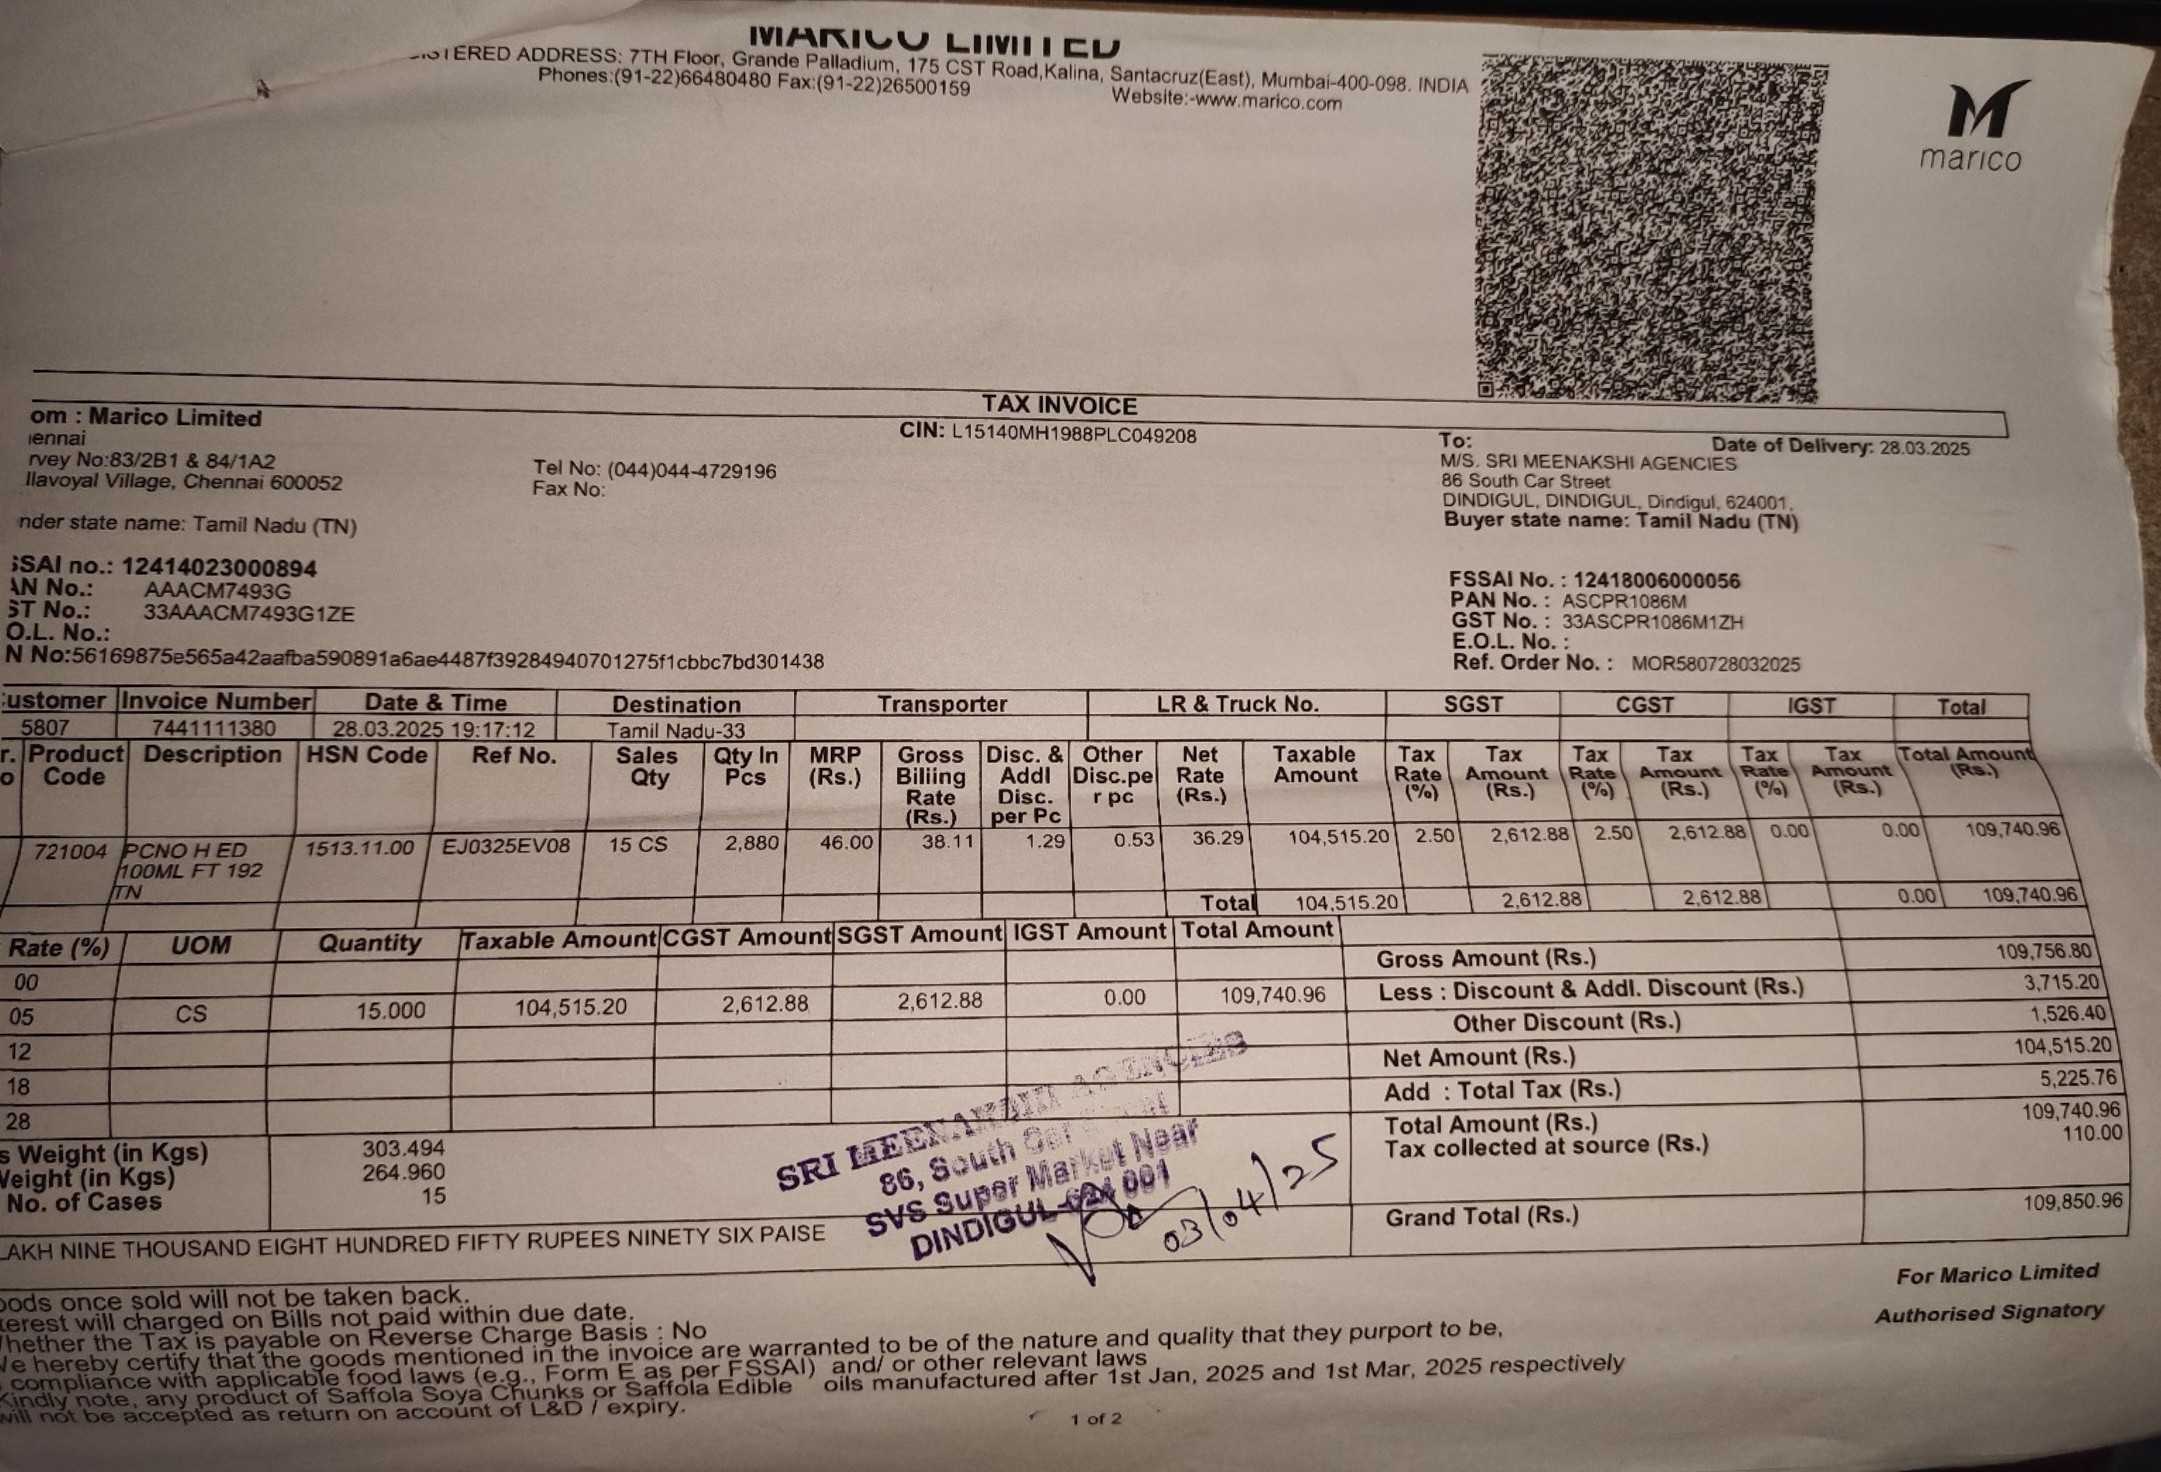 MARICO LIMITED
ISTERED ADDRESS: 7TH Floor, Grande Palladium, 175 CST Road,Kalina, Santacruz(East), Mumbai-400-098. INDIA
Phones:(91-22)66480480 Fax:(91-22)26500159 Website:-www.marico.com
marico
TAX INVOICE
CIN: L15140MH1988PLC049208
om : Marico Limited
ennai
rvey No:83/2B1 & 84/1A2
llavoyal Village, Chennai 600052
nder state name: Tamil Nadu (TN)
Tel No: (044)044-4729196
Fax No:
To: Date of Delivery: 28.03.2025
M/S. SRI MEENAKSHI AGENCIES
86 South Car Street
DINDIGUL, DINDIGUL, Dindigul, 624001,
Buyer state name: Tamil Nadu (TN)
SSAI no.: 12414023000894
AN No.: AAACM7493G
ST No.: 33AAACM7493G1ZE
O.L. No.:
N No:56169875e565a42aafba590891a6ae4487f39284940701275f1cbbc7bd301438
FSSAI No. : 12418006000056
PAN No. : ASCPR1086M
GST No. : 33ASCPR1086M1ZH
E.O.L. No. :
Ref. Order No. : MOR580728032025
ustomer Invoice Number Date & Time Destination Transporter LR & Truck No. SGST CGST IGST Total
5807 7441111380 28.03.2025 19:17:12 Tamil Nadu-33
r. Product Description HSN Code Ref No. Sales Qty In MRP Gross Disc. & Other Net Taxable Tax Tax Tax Tax Tax Tax Total Amount
o Code Qty Pcs (Rs.) Biliing Addl Disc.pe Rate Amount Rate Amount Rate Amount Rate Amount (Rs.)
Rate Disc. r pc (Rs.) (%) (Rs.) (%) (Rs.) (%) (Rs.)
(Rs.) per Pc
721004 PCNO H ED 1513.11.00 EJ0325EV08 15 CS 2,880 46.00 38.11 1.29 0.53 36.29 104,515.20 2.50 2,612.88 2.50 2,612.88 0.00 0.00 109,740.96
100ML FT 192
TN
Total 104,515.20 2,612.88 2,612.88 0.00 109,740.96
Rate (%) UOM Quantity Taxable Amount CGST Amount SGST Amount IGST Amount Total Amount
00
05 CS 15.000 104,515.20 2,612.88 2,612.88 0.00 109,740.96
12
18
28
Gross Amount (Rs.) 109,756.80
Less : Discount & Addl. Discount (Rs.) 3,715.20
Other Discount (Rs.) 1,526.40
Net Amount (Rs.) 104,515.20
Add : Total Tax (Rs.) 5,225.76
Total Amount (Rs.) 109,740.96
Tax collected at source (Rs.) 110.00
Grand Total (Rs.) 109,850.96
s Weight (in Kgs) 303.494
Weight (in Kgs) 264.960
No. of Cases 15
LAKH NINE THOUSAND EIGHT HUNDRED FIFTY RUPEES NINETY SIX PAISE
SRI MEENAKSHI AGENCIES
86, South Car
SVS Super Market Near
DINDIGUL-624 001
03/04/25
For Marico Limited
Authorised Signatory
oods once sold will not be taken back.
terest will charged on Bills not paid within due date.
Whether the Tax is payable on Reverse Charge Basis : No
We hereby certify that the goods mentioned in the invoice are warranted to be of the nature and quality that they purport to be,
compliance with applicable food laws (e.g., Form E as per FSSAI) and/ or other relevant laws
Kindly note, any product of Saffola Soya Chunks or Saffola Edible oils manufactured after 1st Jan, 2025 and 1st Mar, 2025 respectively
will not be accepted as return on account of L&D / expiry.
1 of 2